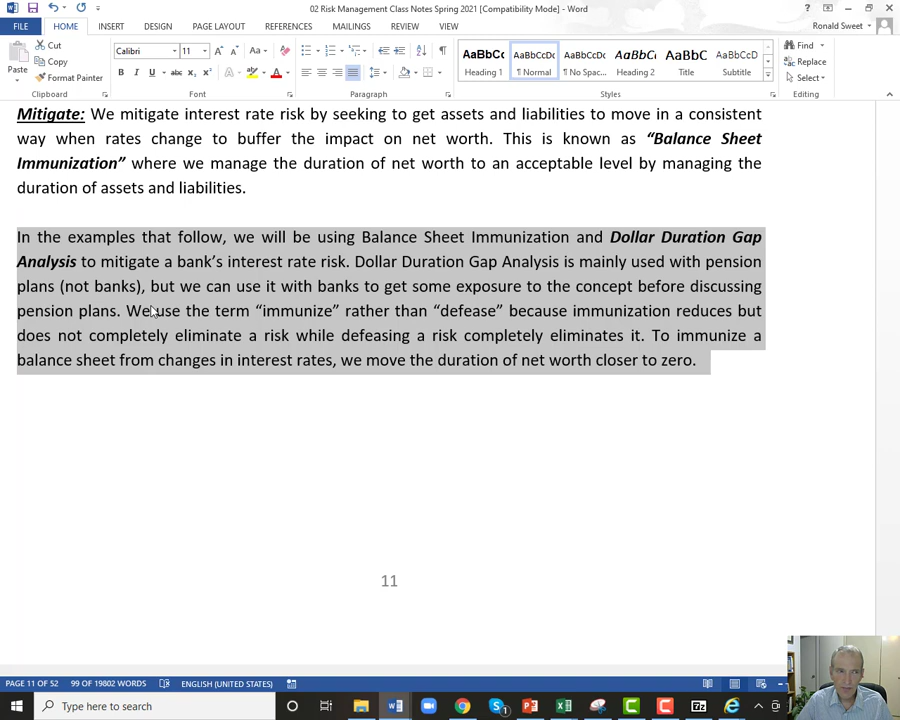 02 Risk Management Class Notes Spring 2021 [Compatibility Mode] - Word
FILE HOME INSERT DESIGN PAGE LAYOUT REFERENCES MAILINGS REVIEW VIEW Ronald Sweet
Paste Cut Copy Format Painter
Calibri 11
AaBbCc Heading 1
AaBbCcDc ¶ Normal
AaBbCcDc ¶ No Spac...
AaBbCc Heading 2
AaBbC Title
AaBbCcD Subtitle
Find
Replace
Select
Clipboard Font Paragraph Styles Editing
Mitigate: We mitigate interest rate risk by seeking to get assets and liabilities to move in a consistent
way when rates change to buffer the impact on net worth. This is known as “Balance Sheet
Immunization” where we manage the duration of net worth to an acceptable level by managing the
duration of assets and liabilities.
In the examples that follow, we will be using Balance Sheet Immunization and Dollar Duration Gap
Analysis to mitigate a bank’s interest rate risk. Dollar Duration Gap Analysis is mainly used with pension
plans (not banks), but we can use it with banks to get some exposure to the concept before discussing
pension plans. We use the term “immunize” rather than “defease” because immunization reduces but
does not completely eliminate a risk while defeasing a risk completely eliminates it. To immunize a
balance sheet from changes in interest rates, we move the duration of net worth closer to zero.
11
PAGE 11 OF 52 99 OF 19802 WORDS ENGLISH (UNITED STATES)
Type here to search